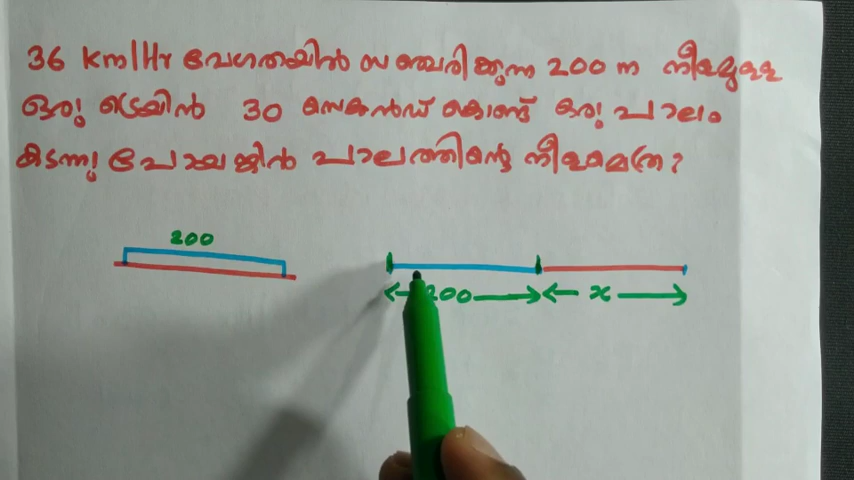 36 Km/Hr വേഗതയിൽ സഞ്ചരിക്കുന്ന 200 m നീളമുള്ള
ഒരു ട്രെയിൻ 30 സെകൻഡ് കൊണ്ട് ഒരു പാലം
കടന്നു പോയെങ്കിൽ പാലത്തിന്റെ നീളമെത്ര?
200
200 x